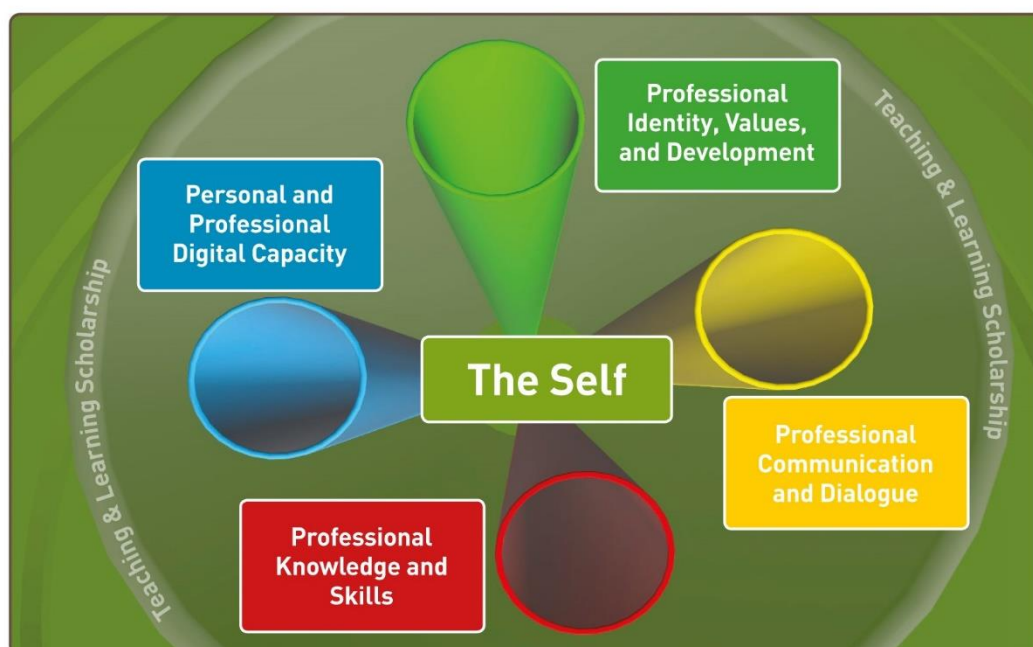 Professional
Identity, Values,
and Development
Teaching & Learning Scholarship
Personal and
Professional
Digital Capacity
The Self
Professional
Communication
and Dialogue
Teaching & Learning Scholarship
Professional
Knowledge and
Skills